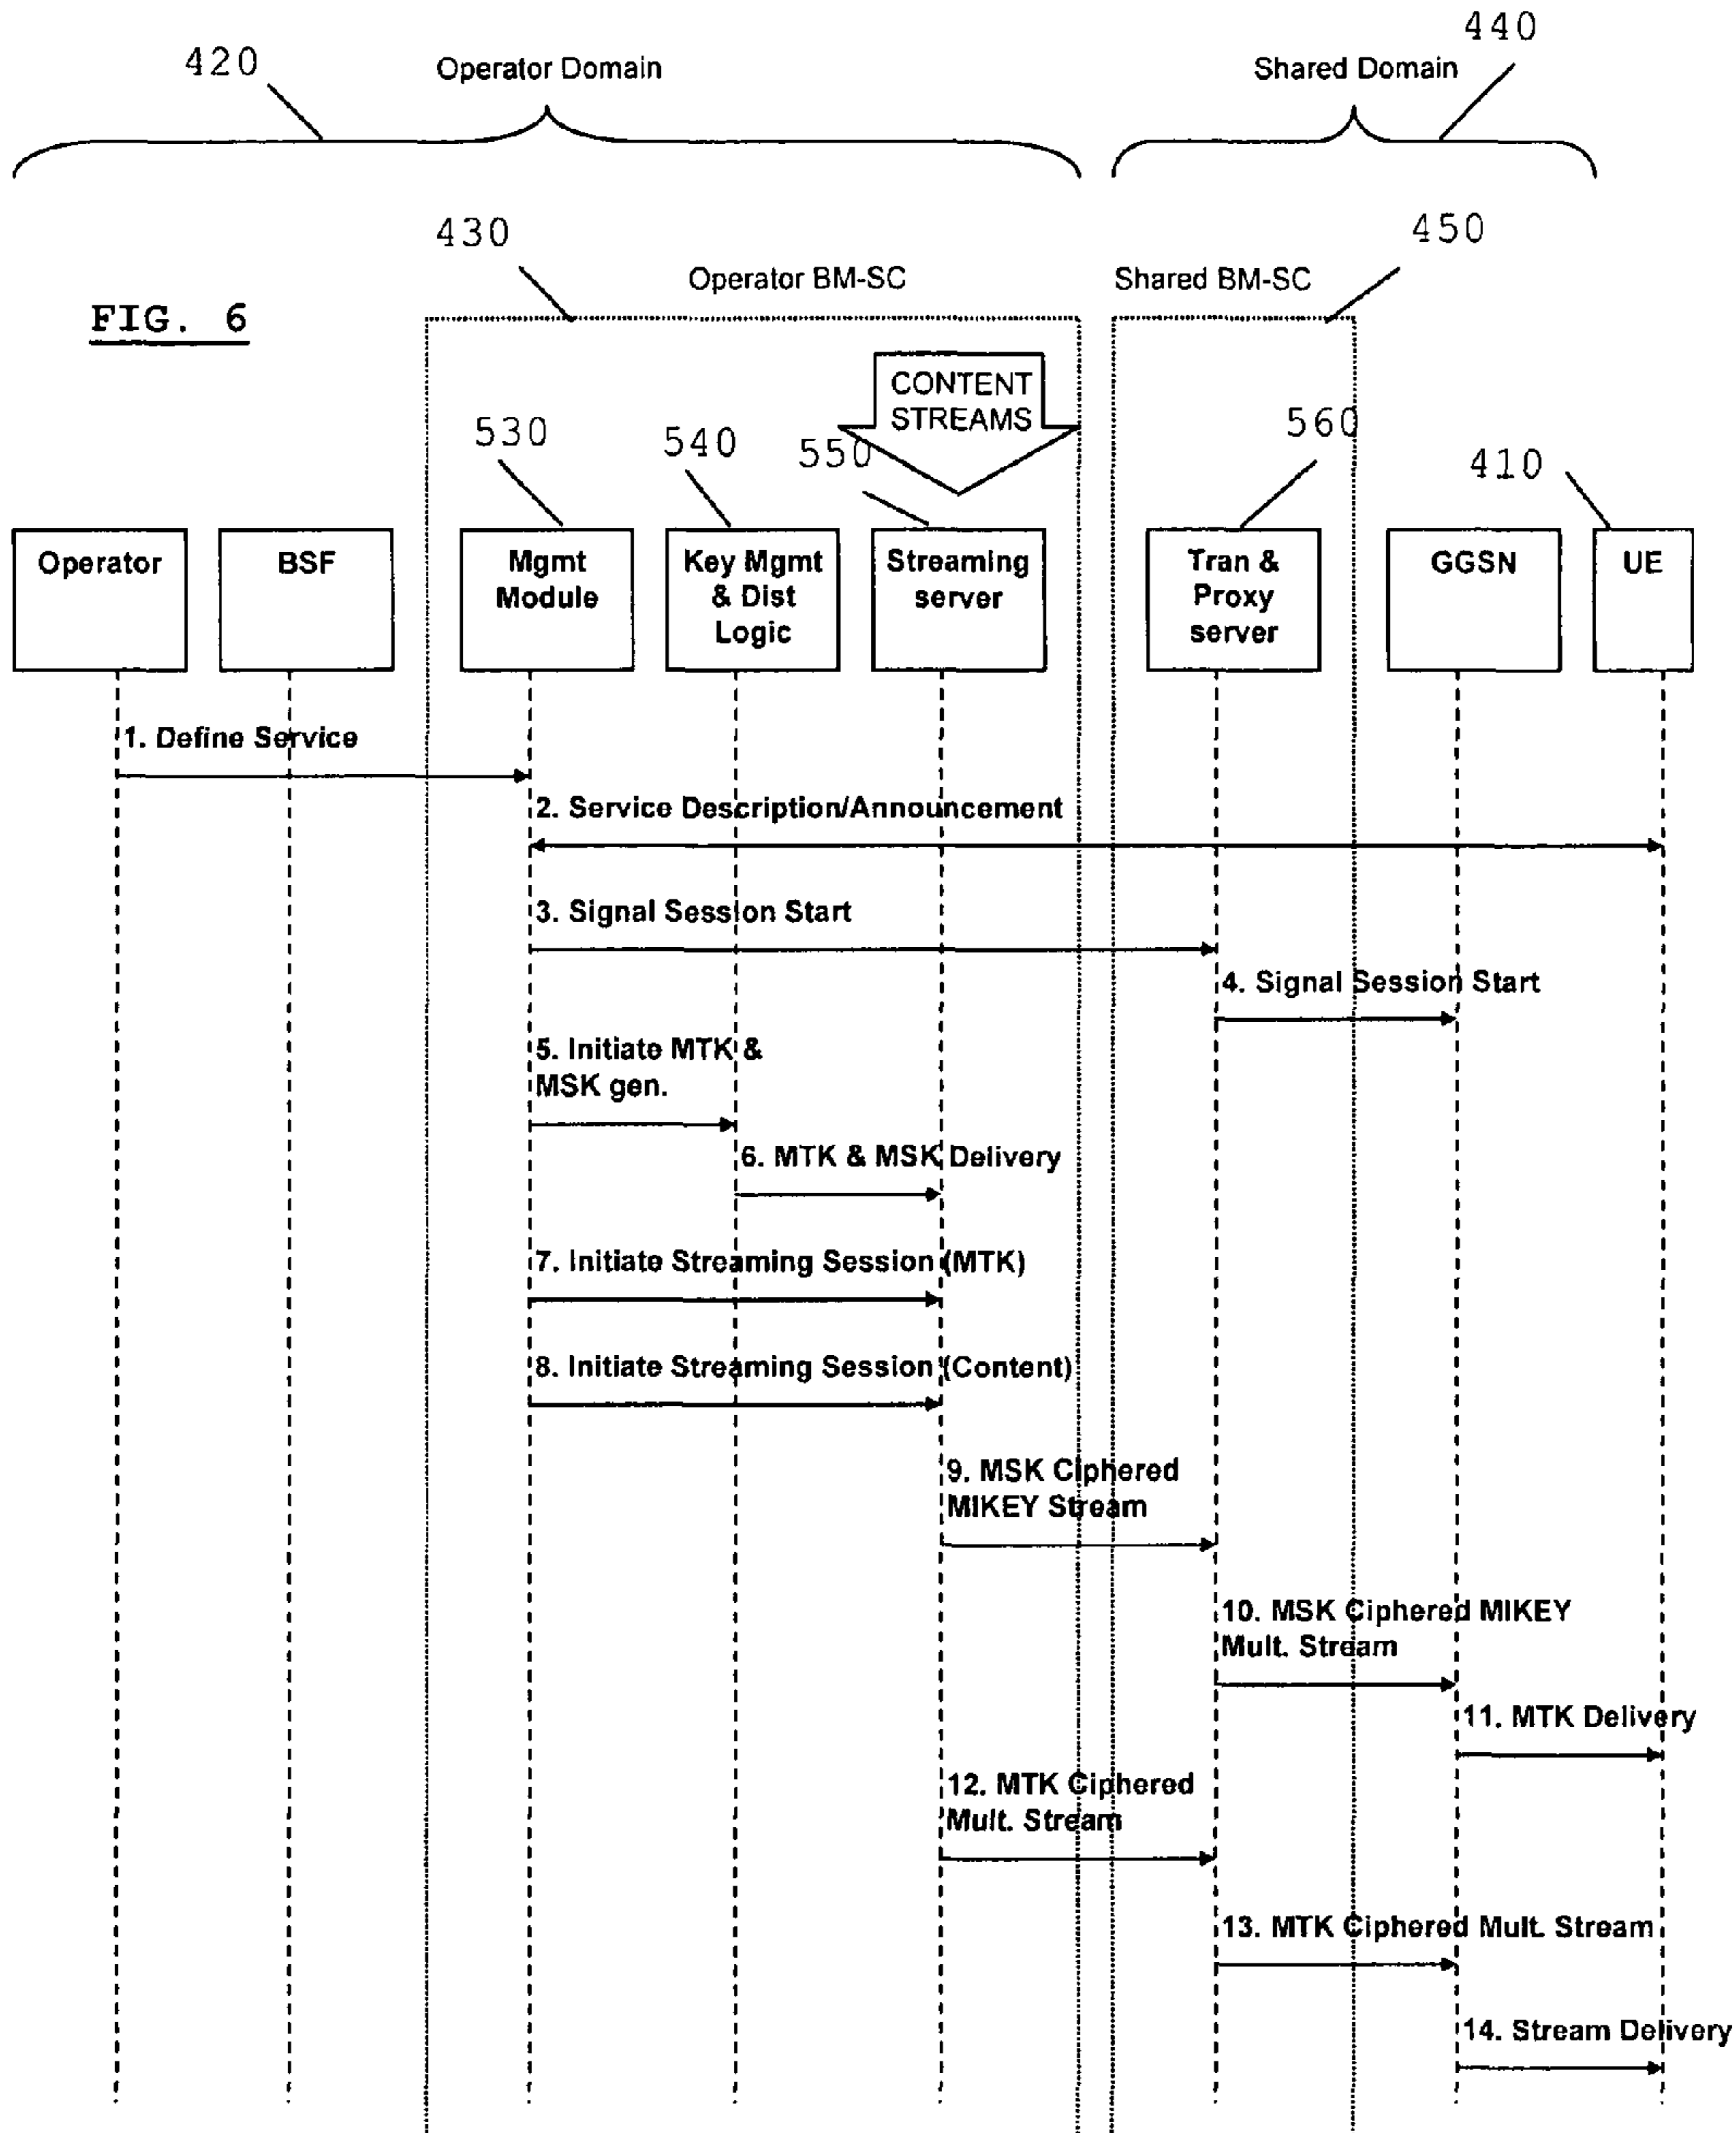 440
420
Operator Domain
Shared Domain
430
450
Operator BM-SC
Shared BM-SC
FIG. 6
CONTENT
STREAMS
530
540
550
560
410
Operator
BSF
Mgmt
Module
Key Mgmt
& Dist
Logic
Streaming
server
Tran &
Proxy
server
GGSN
UE
1. Define Service
2. Service Description/Announcement
3. Signal Session Start
4. Signal Session Start
5. Initiate MTK &
MSK gen.
6. MTK & MSK Delivery
7. Initiate Streaming Session (MTK)
8. Initiate Streaming Session (Content)
9. MSK Ciphered
MIKEY Stream
10. MSK Ciphered MIKEY
Mult. Stream
11. MTK Delivery
12. MTK Ciphered
Mult. Stream
13. MTK Ciphered Mult. Stream
14. Stream Delivery